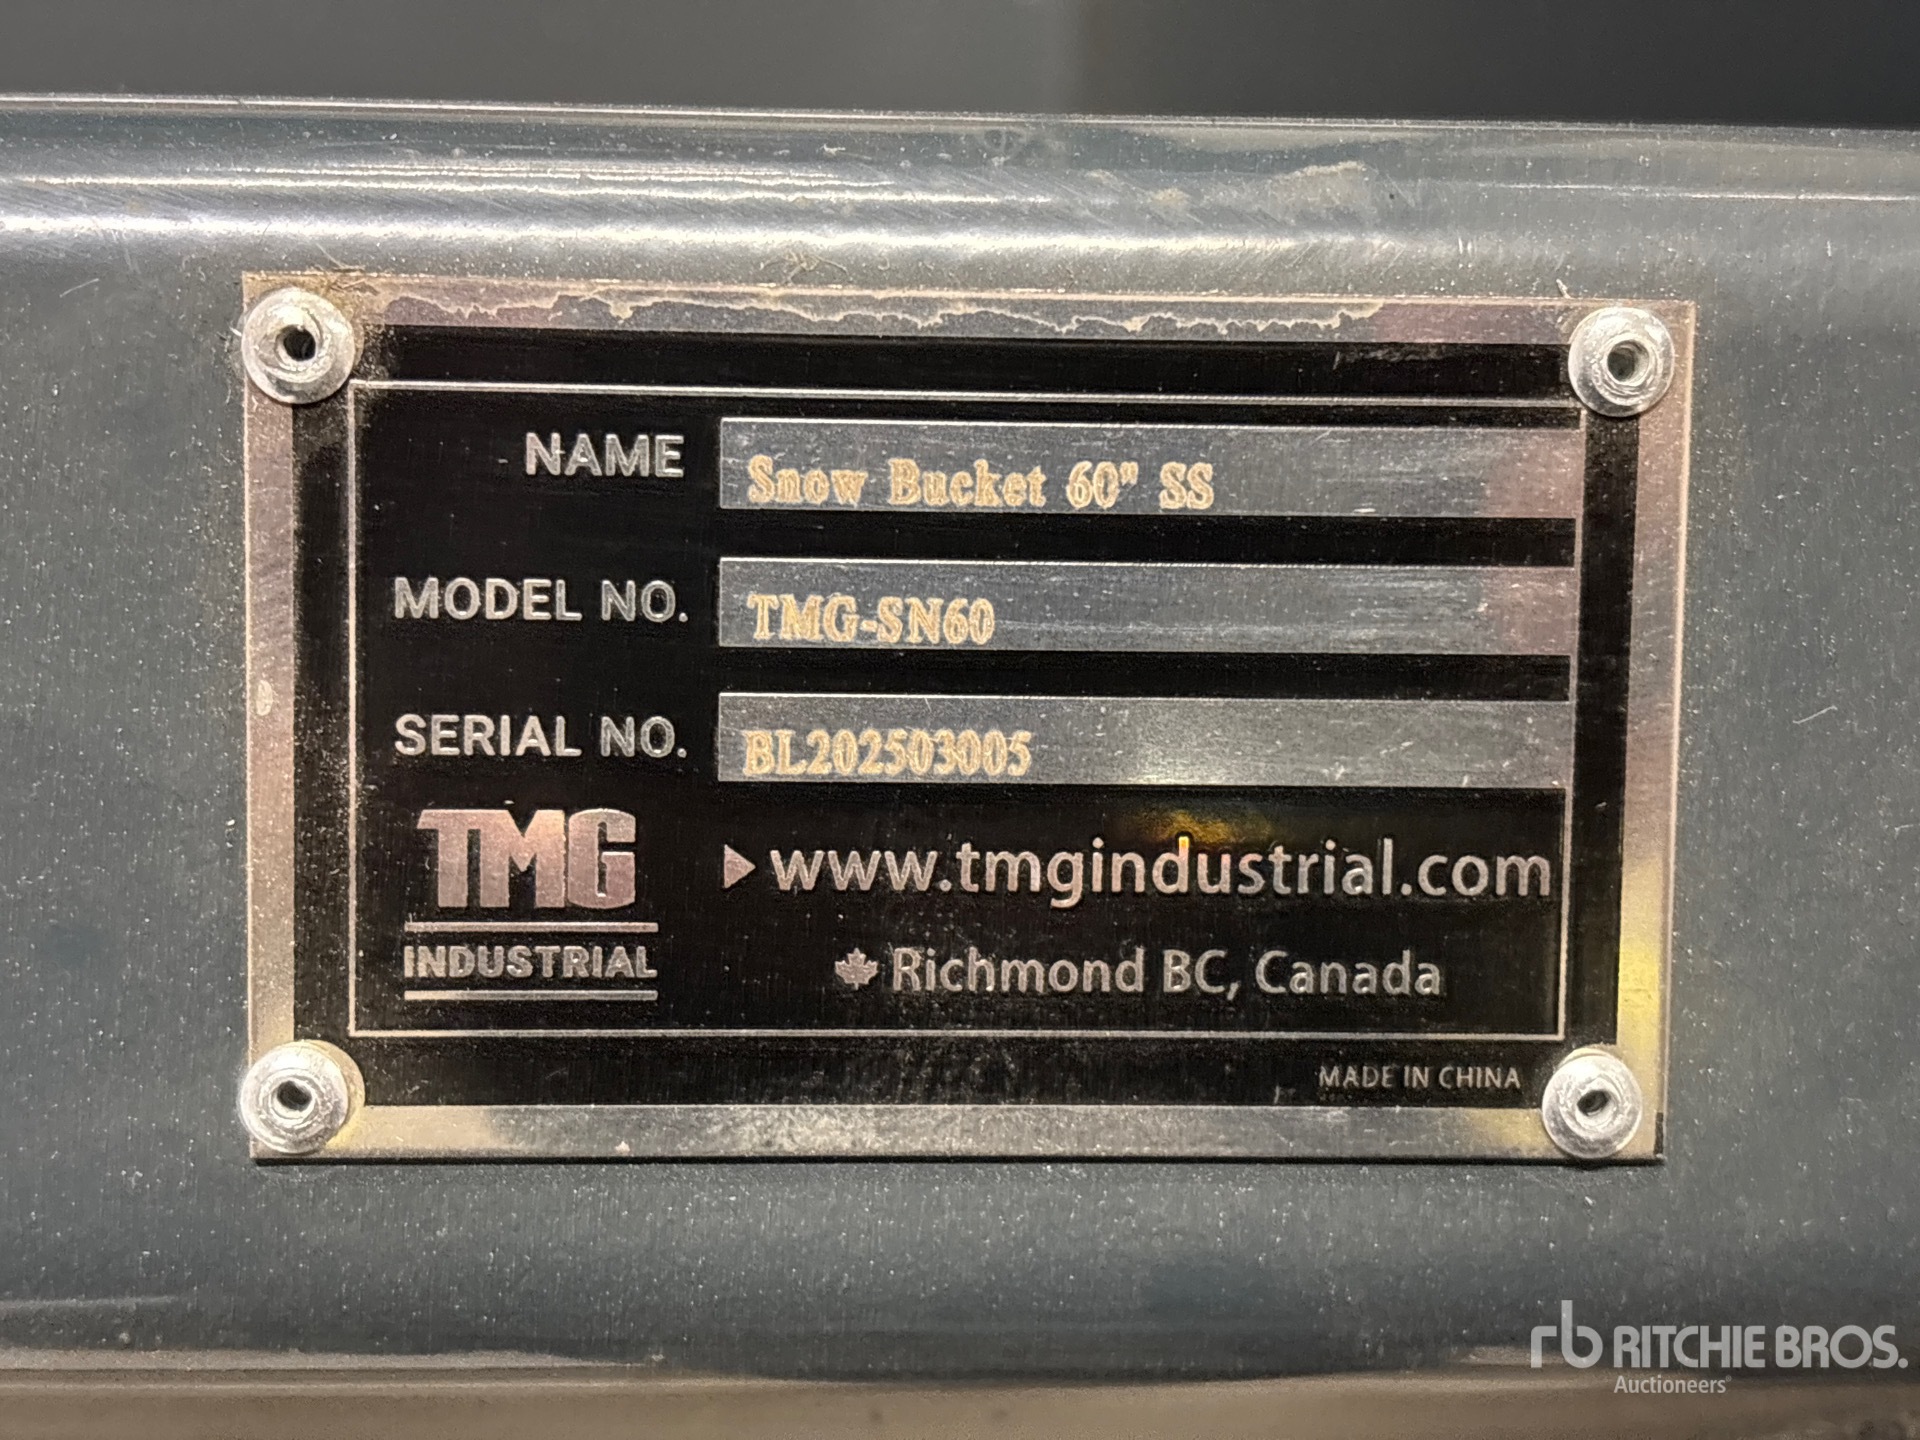 NAME Snow Bucket 60" SS
MODEL NO. TMG-SN60
SERIAL NO. BL202503005
TMG
INDUSTRIAL
www.tmgindustrial.com
Richmond BC, Canada
MADE IN CHINA
rb RITCHIE BROS.
Auctioneers